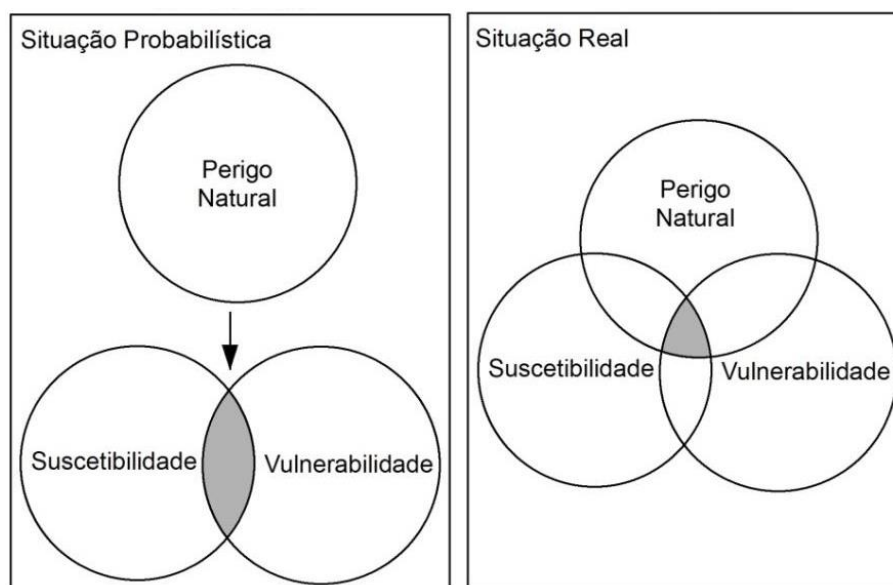 Situação Probabilística
Perigo
Natural
Suscetibilidade
Vulnerabilidade
Situação Real
Perigo
Natural
Suscetibilidade
Vulnerabilidade